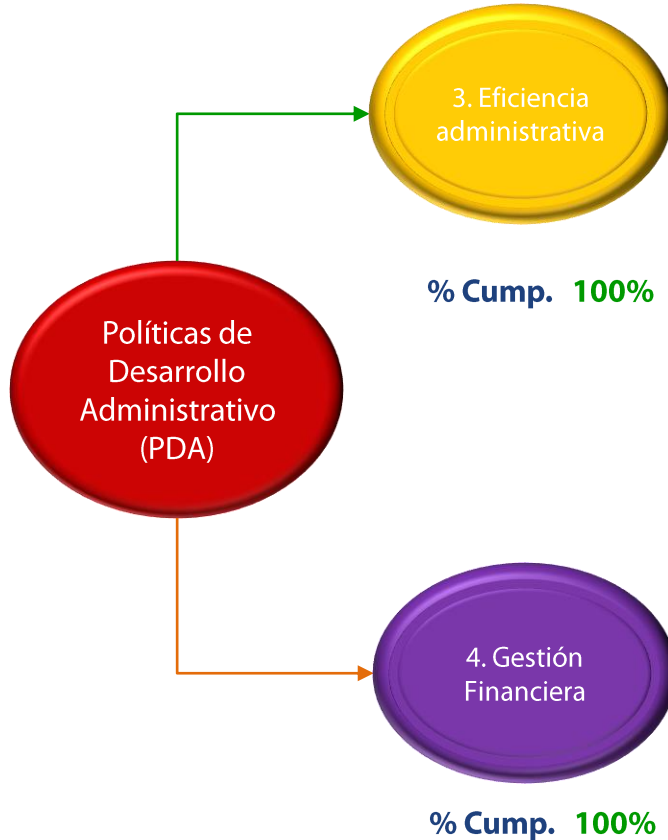 3. Eficiencia
administrativa
% Cump. 100%
Políticas de
Desarrollo
Administrativo
(PDA)
4. Gestión
Financiera
% Cump. 100%